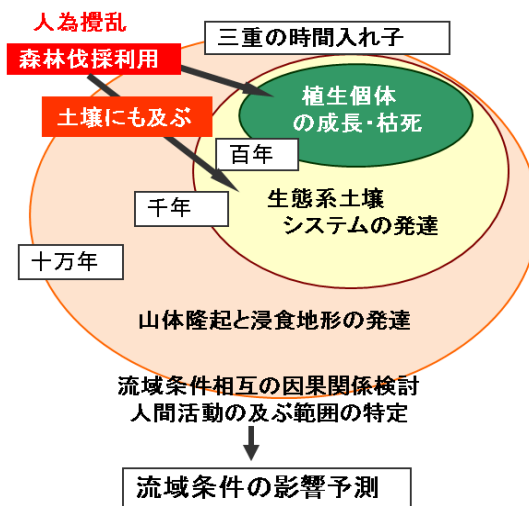 人為攪乱
三重の時間入れ子
森林伐採利用
植生個体
の成長・枯死
土壌にも及ぶ
百年
生態系土壌
システムの発達
千年
十万年
山体隆起と浸食地形の発達
流域条件相互の因果関係検討
人間活動の及ぶ範囲の特定
流域条件の影響予測